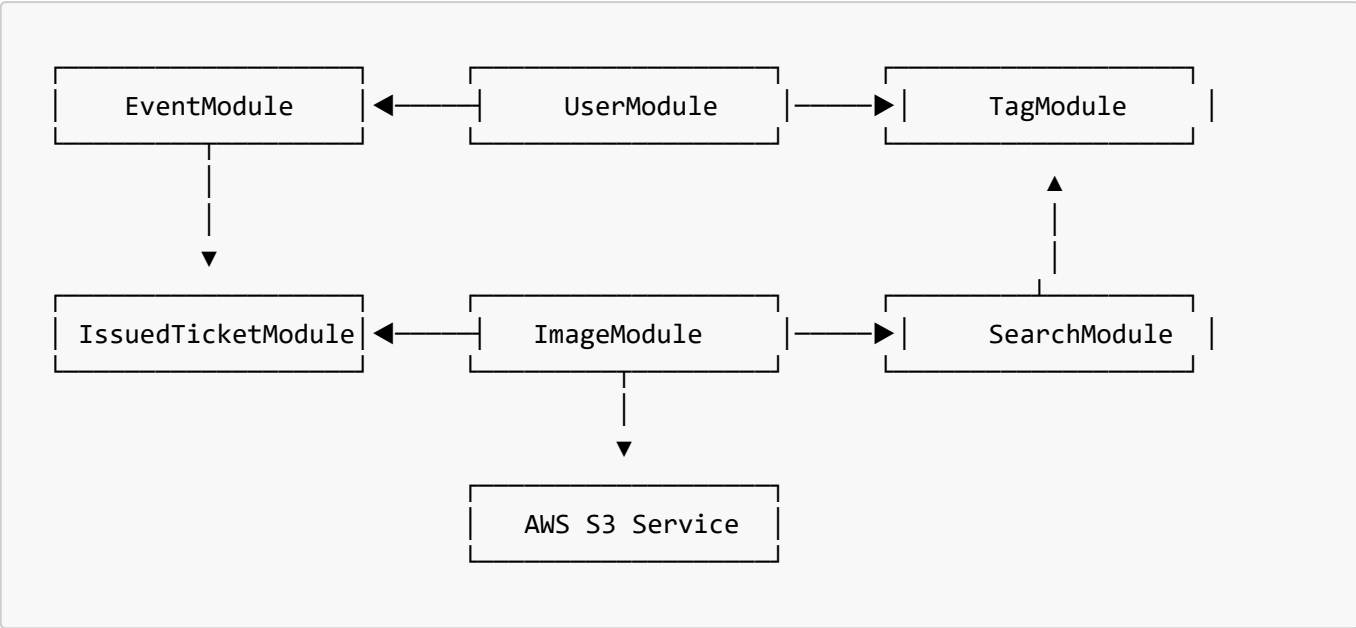 EventModule UserModule TagModule
IssuedTicketModule ImageModule SearchModule
AWS S3 Service